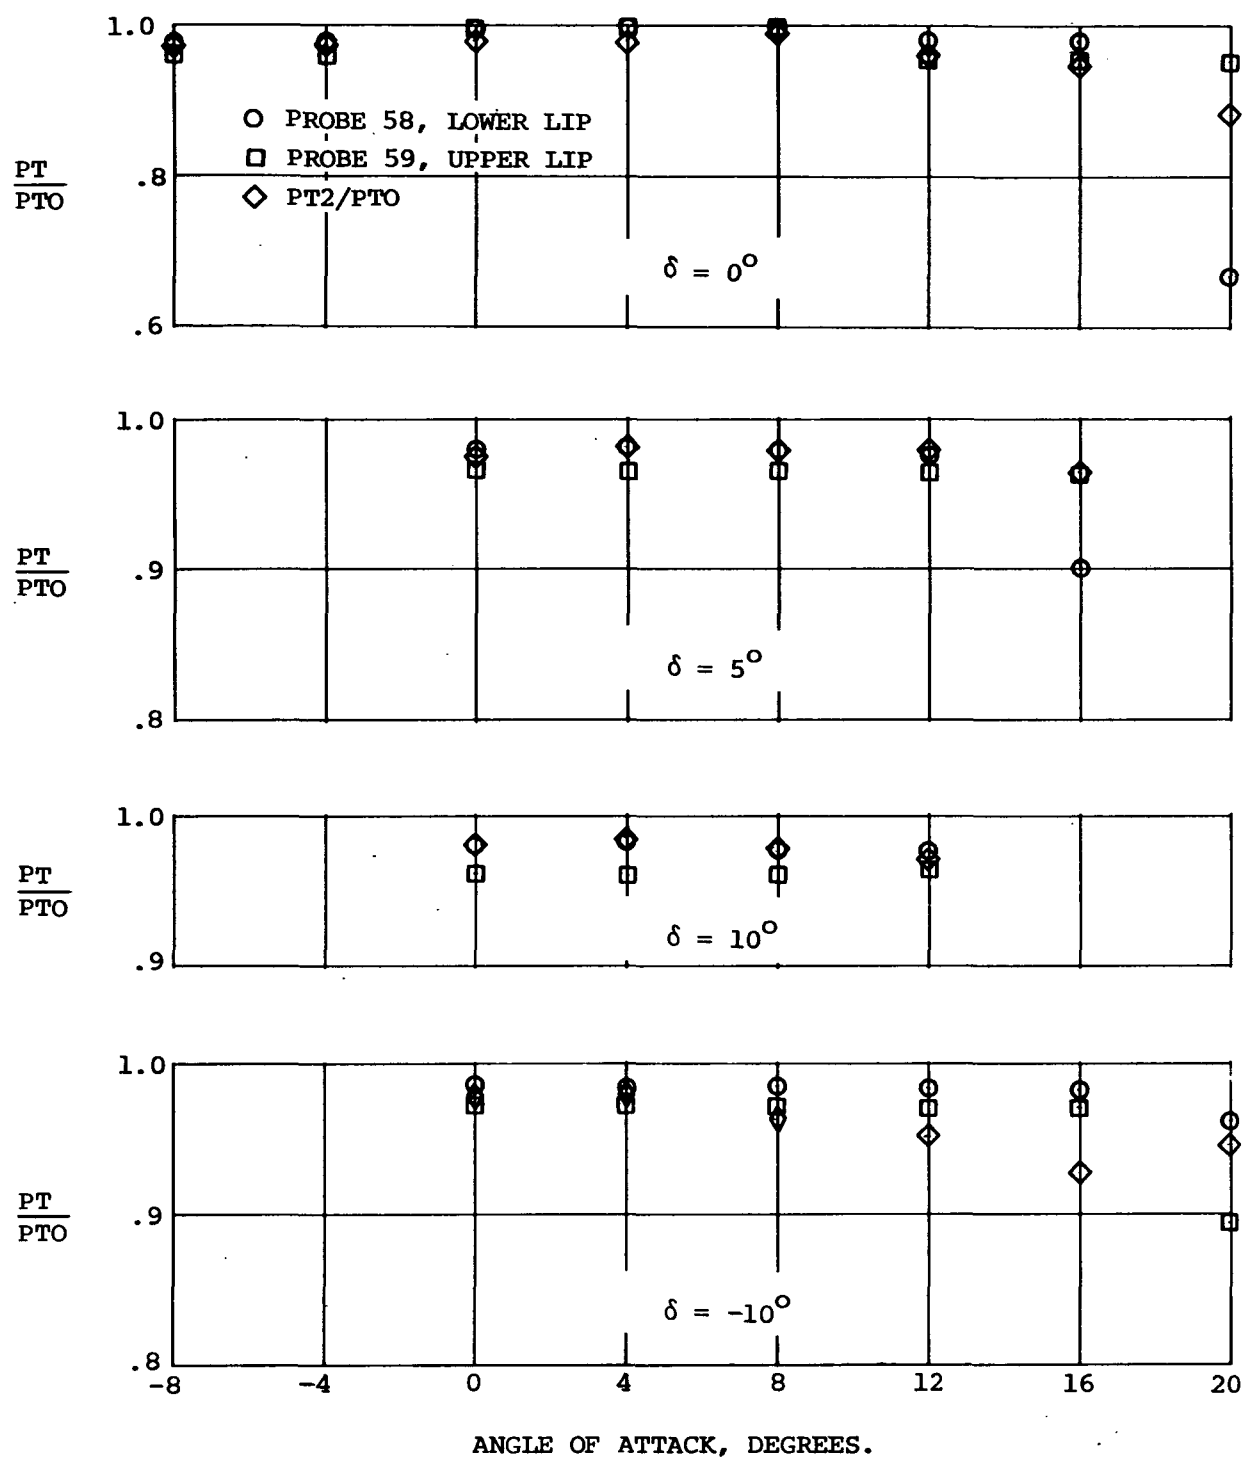 1.0
○ PROBE 58, LOWER LIP
□ PROBE 59, UPPER LIP
PT
PTO
.8
◇ PT2/PTO
δ = 0°
.6
1.0
PT
PTO
.9
δ = 5°
.8
1.0
PT
PTO
δ = 10°
.9
1.0
PT
PTO
.9
δ = -10°
.8
-8 -4 0 4 8 12 16 20
ANGLE OF ATTACK, DEGREES.